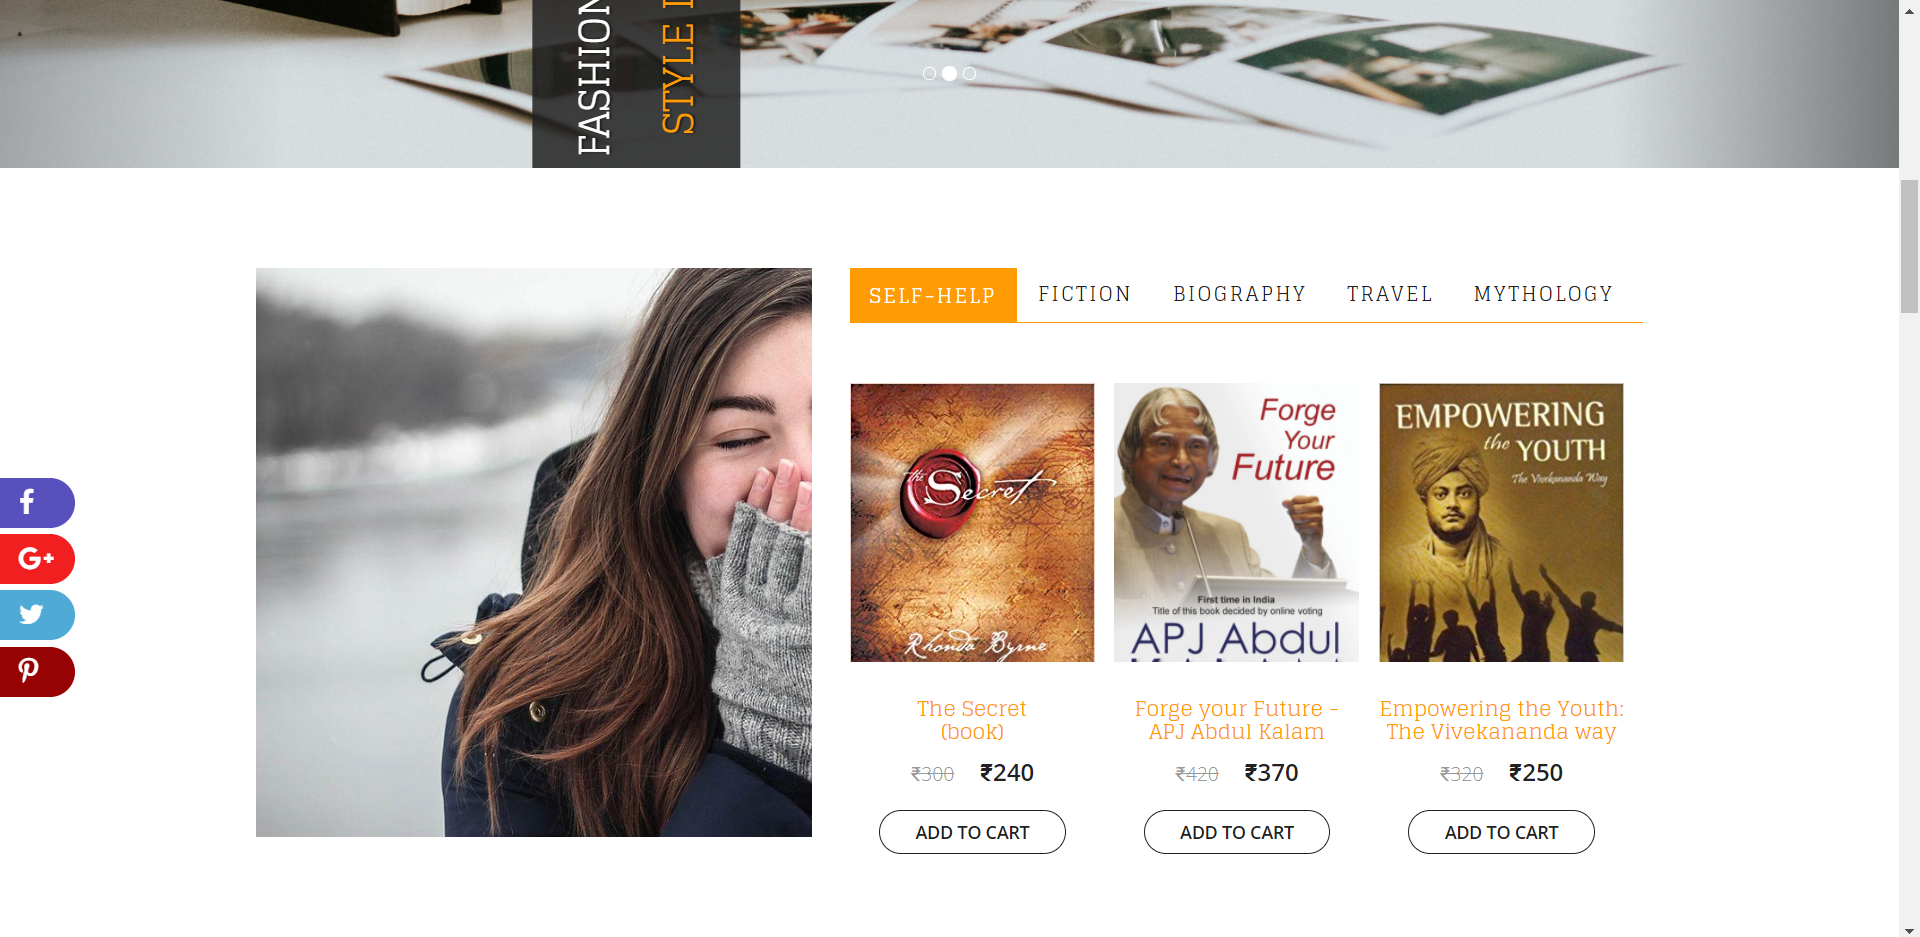 FASHION
STYLE
SELF-HELP
FICTION
BIOGRAPHY
TRAVEL
MYTHOLOGY
the Secret
Rhonda Byrne
Forge
Your
Future
First time in India
Title of this book decided by online voting
APJ Abdul
EMPOWERING
the YOUTH
The Vivekananda Way
The Secret
(book)
₹300 ₹240
ADD TO CART
Forge your Future -
APJ Abdul Kalam
₹420 ₹370
ADD TO CART
Empowering the Youth:
The Vivekananda way
₹320 ₹250
ADD TO CART
f
G+